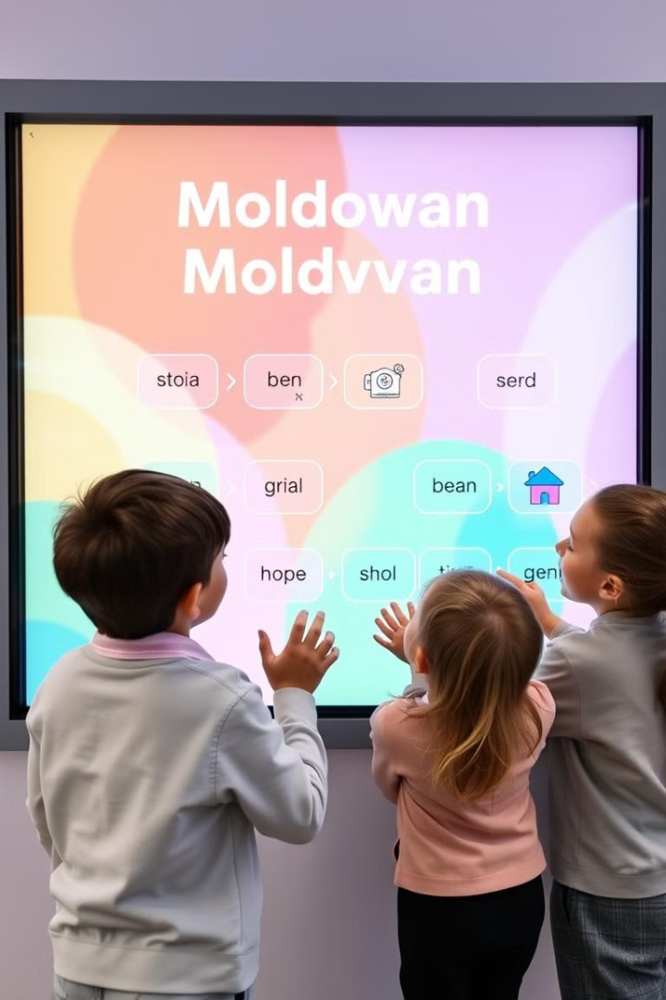 Moldowan
Moldvvan
stoia ben serd
grial bean
hope shol